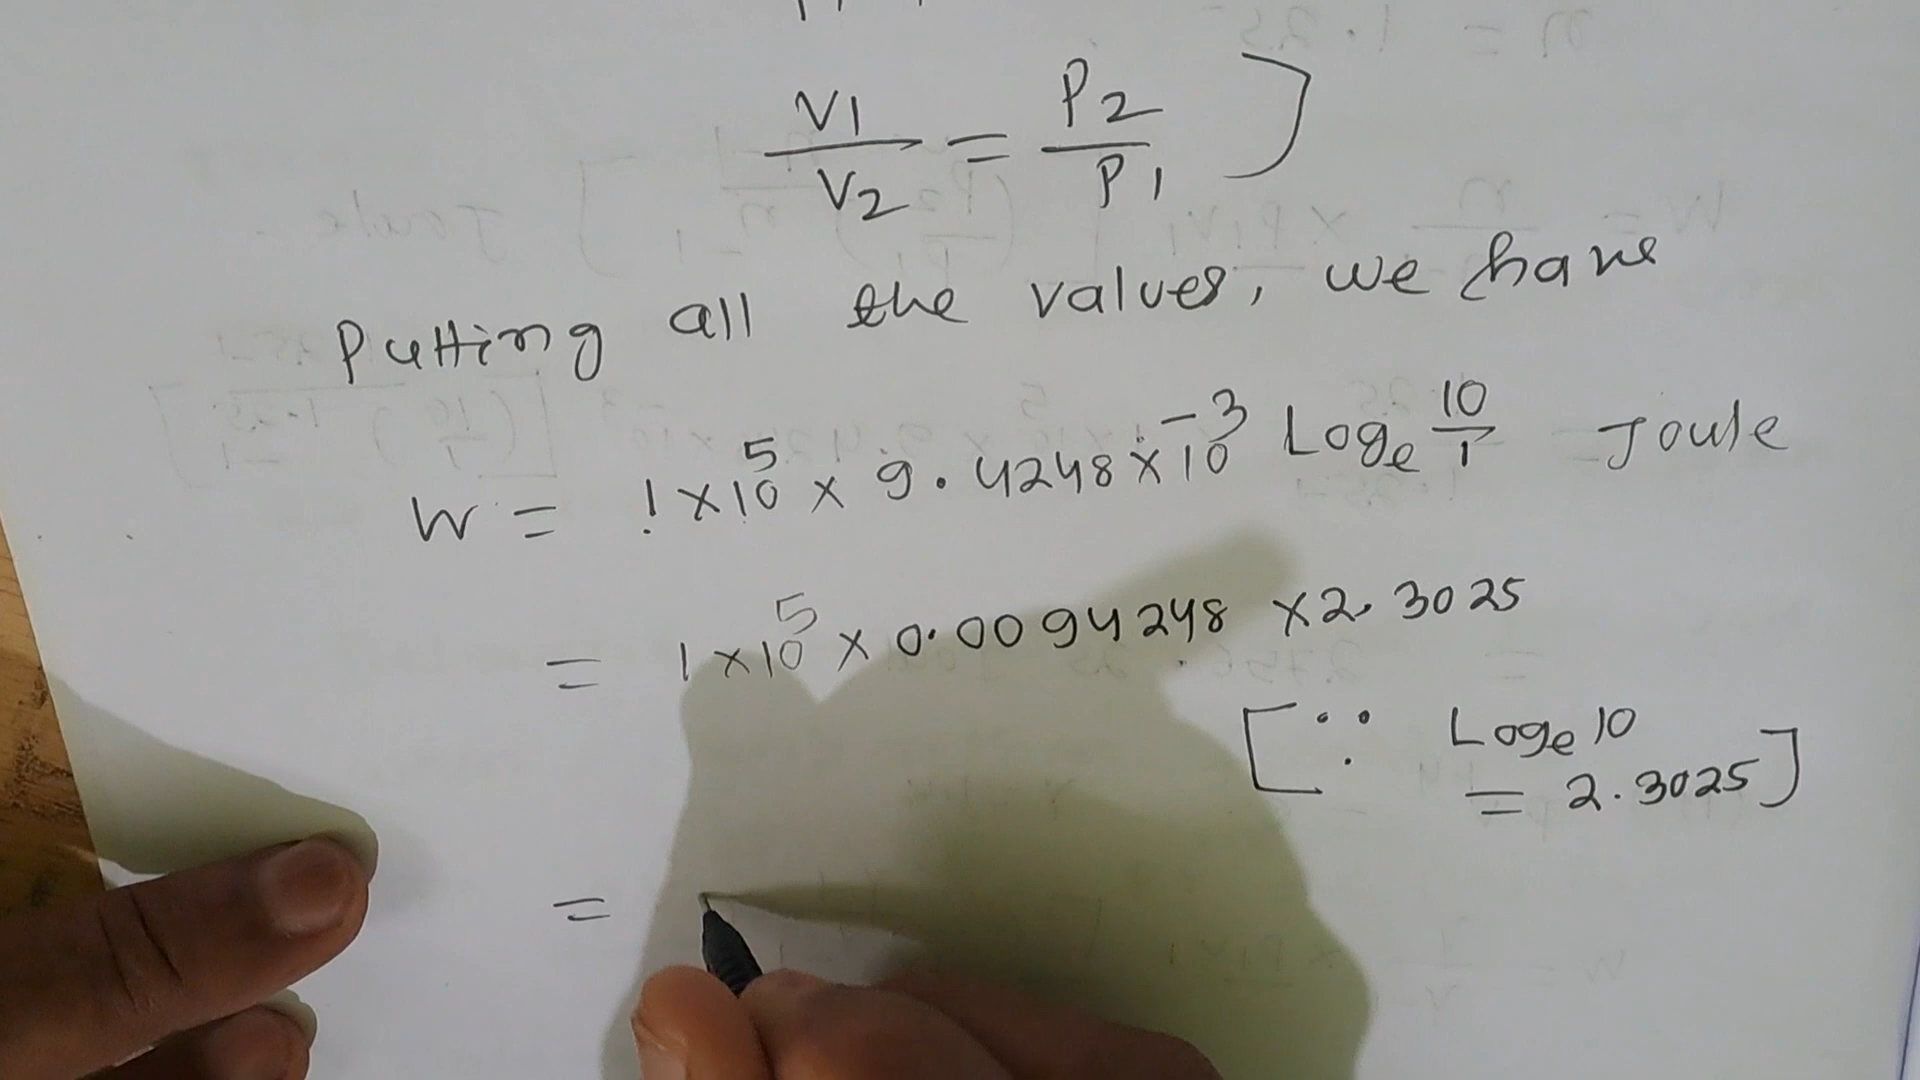 V1/V2 = P2/P1 ]
Putting all the values, we have
W = 1 × 10^5 × 9.4248 × 10^-3 Loge 10/1 Joule
= 1 × 10^5 × 0.0094248 × 2.3025
[∵ Loge 10
= 2.3025]
=